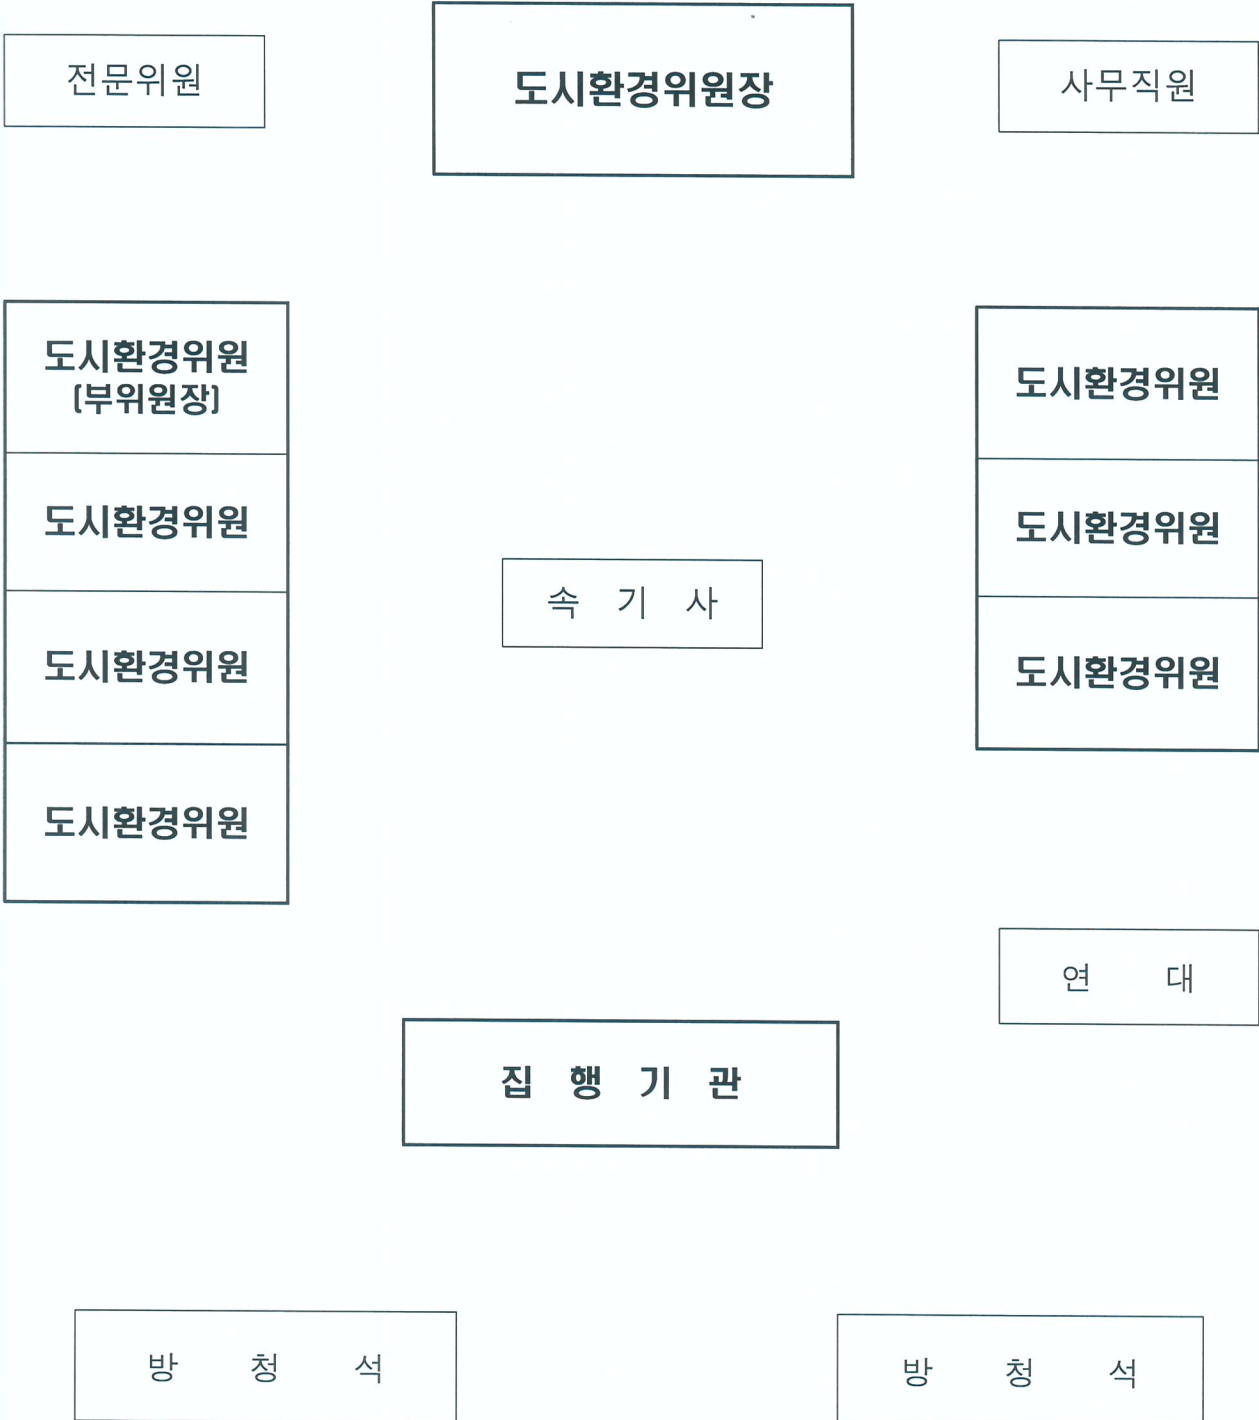 전문위원
도시환경위원장
사무직원
도시환경위원
(부위원장)
도시환경위원
도시환경위원
도시환경위원
도시환경위원
도시환경위원
도시환경위원
속 기 사
연 대
집 행 기 관
방 청 석
방 청 석